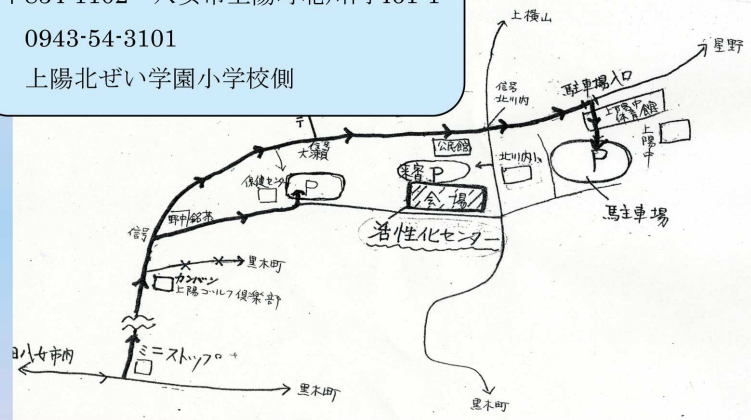 0943-54-3101
上陽北ぜい学園小学校側
上横山
星野
信号
北川内
駐車場入口
上陽中
体育館
上陽中
P
駐車場
公民館
北川内小
P
会場
活性化センター
信号
大瀬
保健センター
P
野中銘茶
信号
黒木町
カンバン
上陽ゴルフ倶楽部
ミニストップ
八女市内
黒木町
黒木町